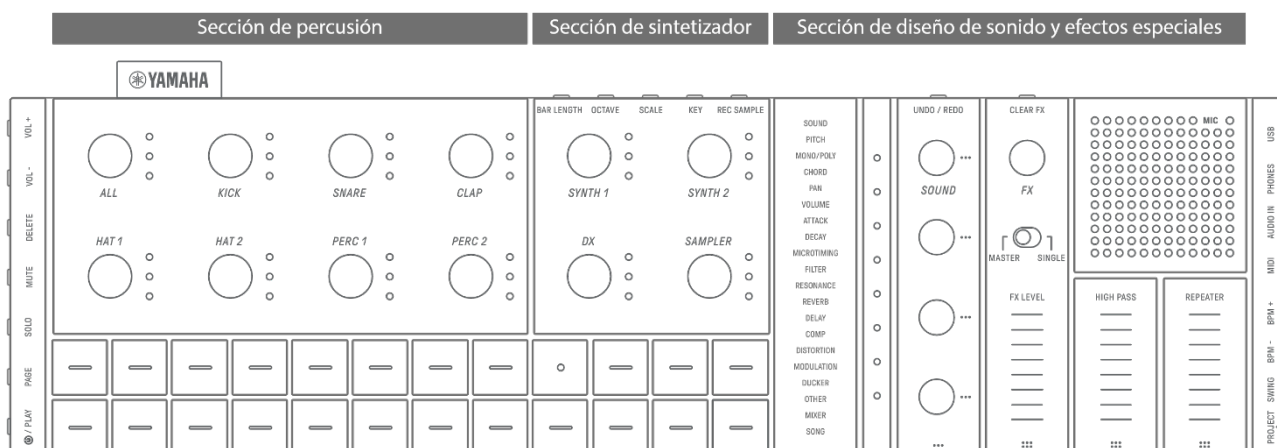 Sección de percusión
Sección de sintetizador
Sección de diseño de sonido y efectos especiales
YAMAHA
BAR LENGTH
OCTAVE
SCALE
KEY
REC SAMPLE
UNDO / REDO
CLEAR FX
MIC
VOL +
VOL -
DELETE
MUTE
SOLO
PAGE
/ PLAY
ALL
KICK
SNARE
CLAP
SYNTH 1
SYNTH 2
HAT 1
HAT 2
PERC 1
PERC 2
DX
SAMPLER
SOUND
PITCH
MONO/POLY
CHORD
PAN
VOLUME
ATTACK
DECAY
MICROTIMING
FILTER
RESONANCE
REVERB
DELAY
COMP
DISTORTION
MODULATION
DUCKER
OTHER
MIXER
SONG
SOUND
FX
MASTER
SINGLE
FX LEVEL
HIGH PASS
REPEATER
USB
PHONES
AUDIO IN
MIDI
BPM +
BPM -
SWING
PROJECT